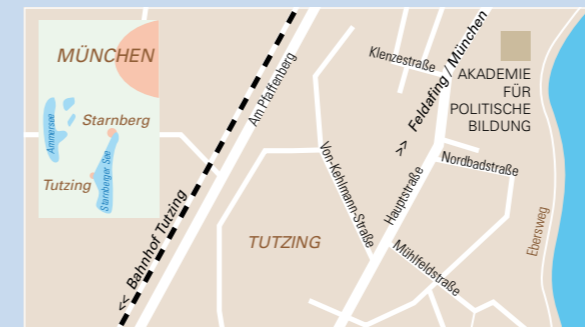 MÜNCHEN
Ammersee
Starnberg
Starnberger See
Tutzing
« Bahnhof Tutzing
Am Pfaffenberg
TUTZING
Von-Kehlmann-Straße
Klenzestraße
« Feldafing / München
Hauptstraße
AKADEMIE
FÜR
POLITISCHE
BILDUNG
Nordbadstraße
Mühlfeldstraße
Ebersweg